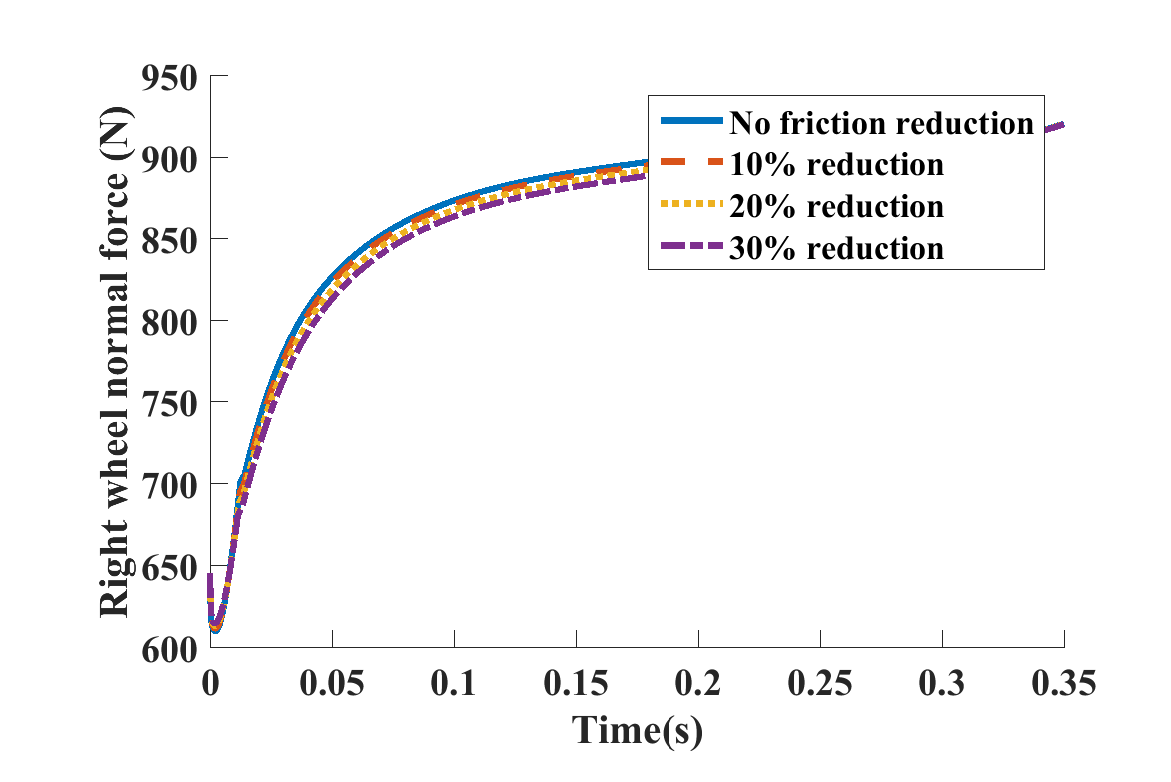 Right wheel normal force (N)
950
900
850
800
750
700
650
600
No friction reduction
10% reduction
20% reduction
30% reduction
0 0.05 0.1 0.15 0.2 0.25 0.3 0.35
Time(s)